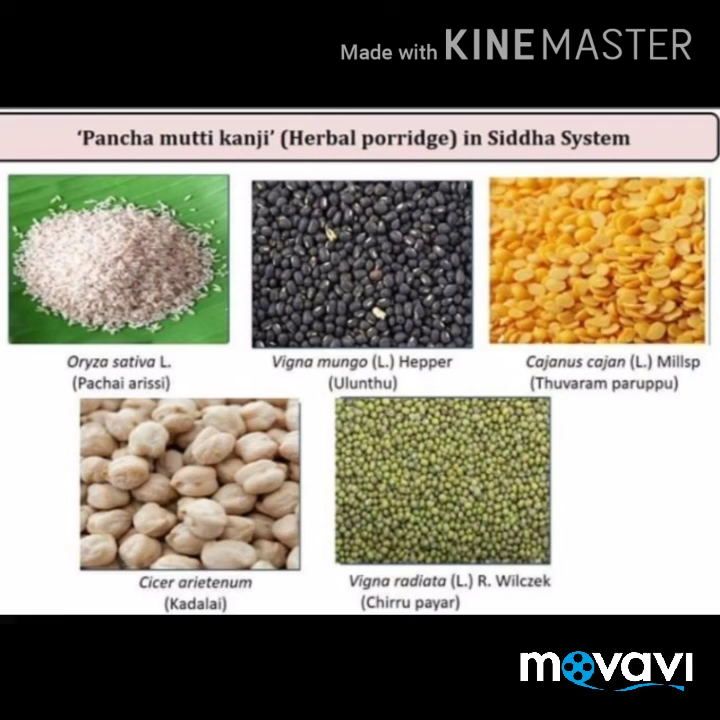 Made with KINEMASTER
‘Pancha mutti kanji’ (Herbal porridge) in Siddha System
Oryza sativa L.
(Pachai arissi)
Vigna mungo (L.) Hepper
(Ulunthu)
Cajanus cajan (L.) Millsp
(Thuvaram paruppu)
Cicer arietenum
(Kadalai)
Vigna radiata (L.) R. Wilczek
(Chirru payar)
movavi